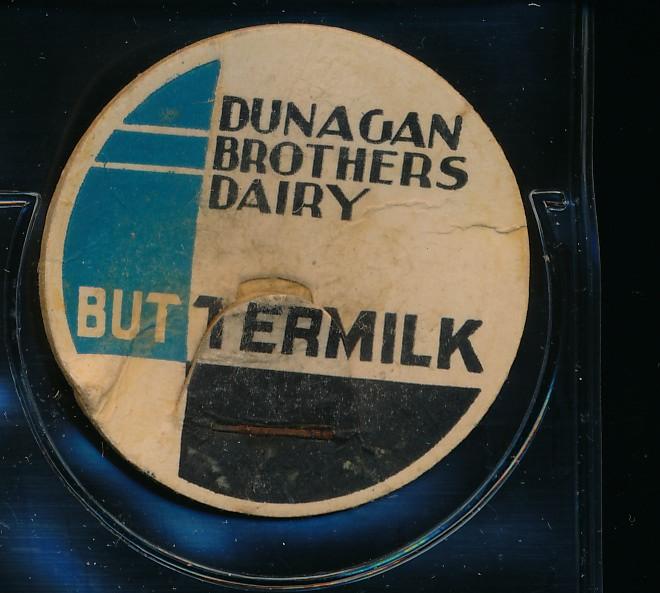 DUNAGAN
BROTHERS
DAIRY
BUTTERMILK